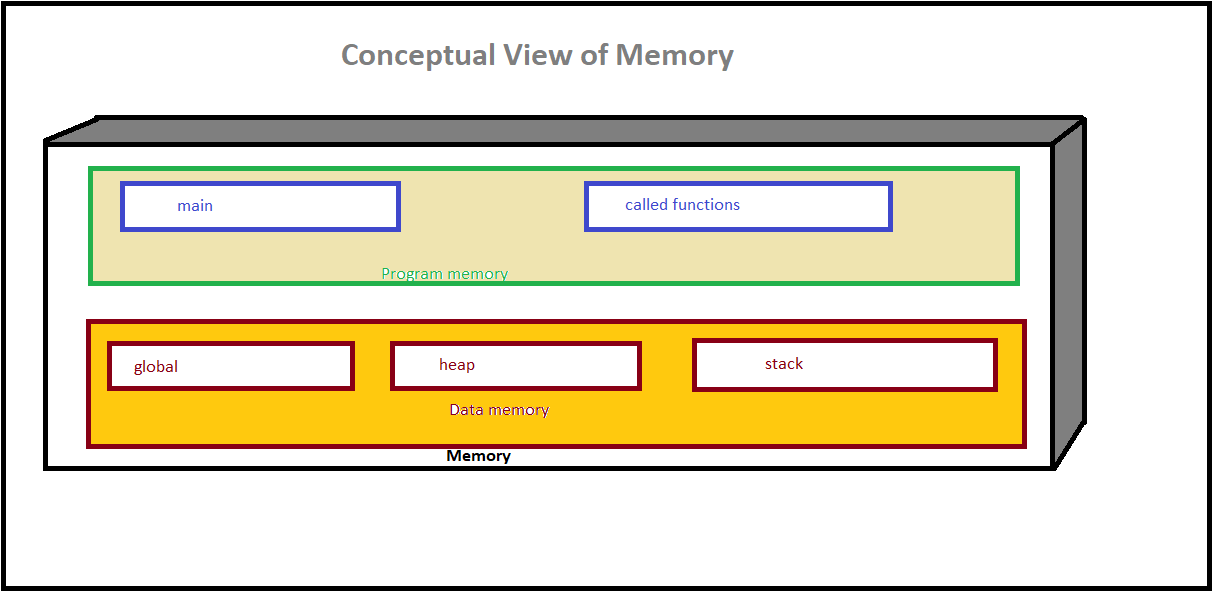 Conceptual View of Memory
main
called functions
Program memory
global
heap
stack
Data memory
Memory